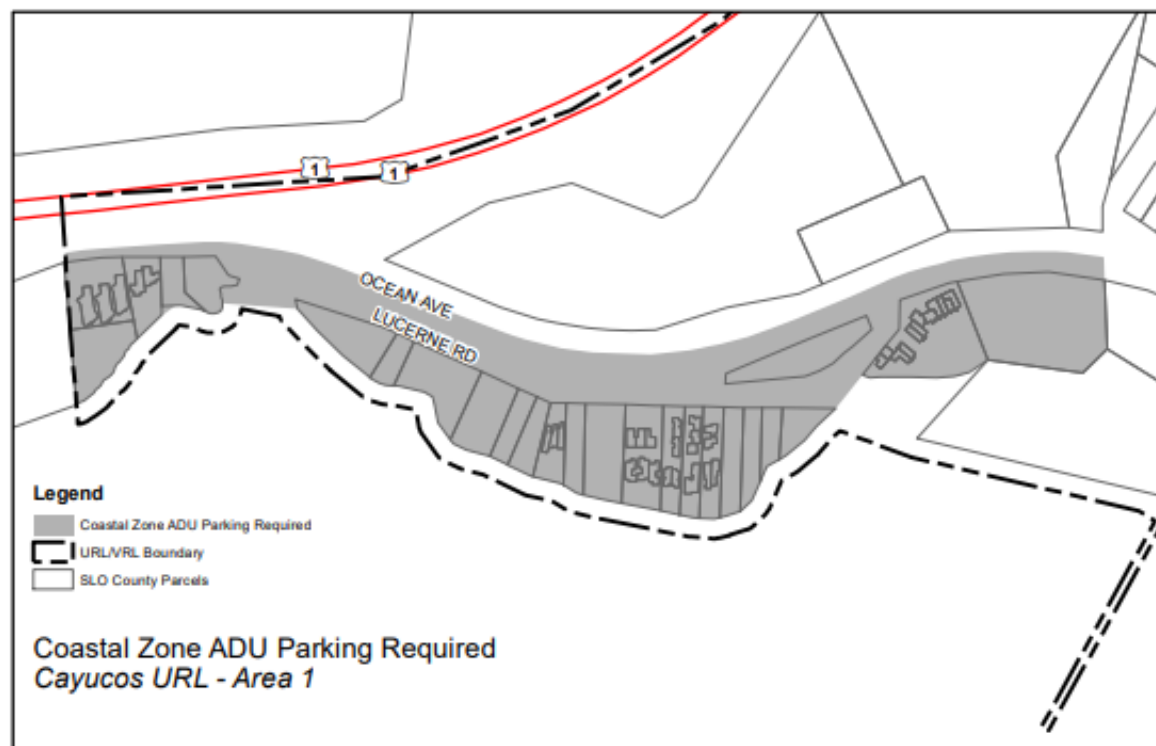 1
1
OCEAN AVE
LUCERNE RD
Legend
Coastal Zone ADU Parking Required
URL/VRL Boundary
SLO County Parcels
Coastal Zone ADU Parking Required
Cayucos URL - Area 1